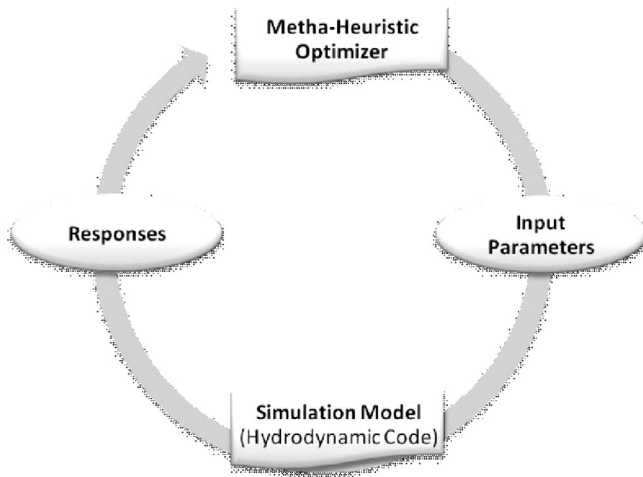 Metha-Heuristic
Optimizer
Responses
Input
Parameters
Simulation Model
(Hydrodynamic Code)